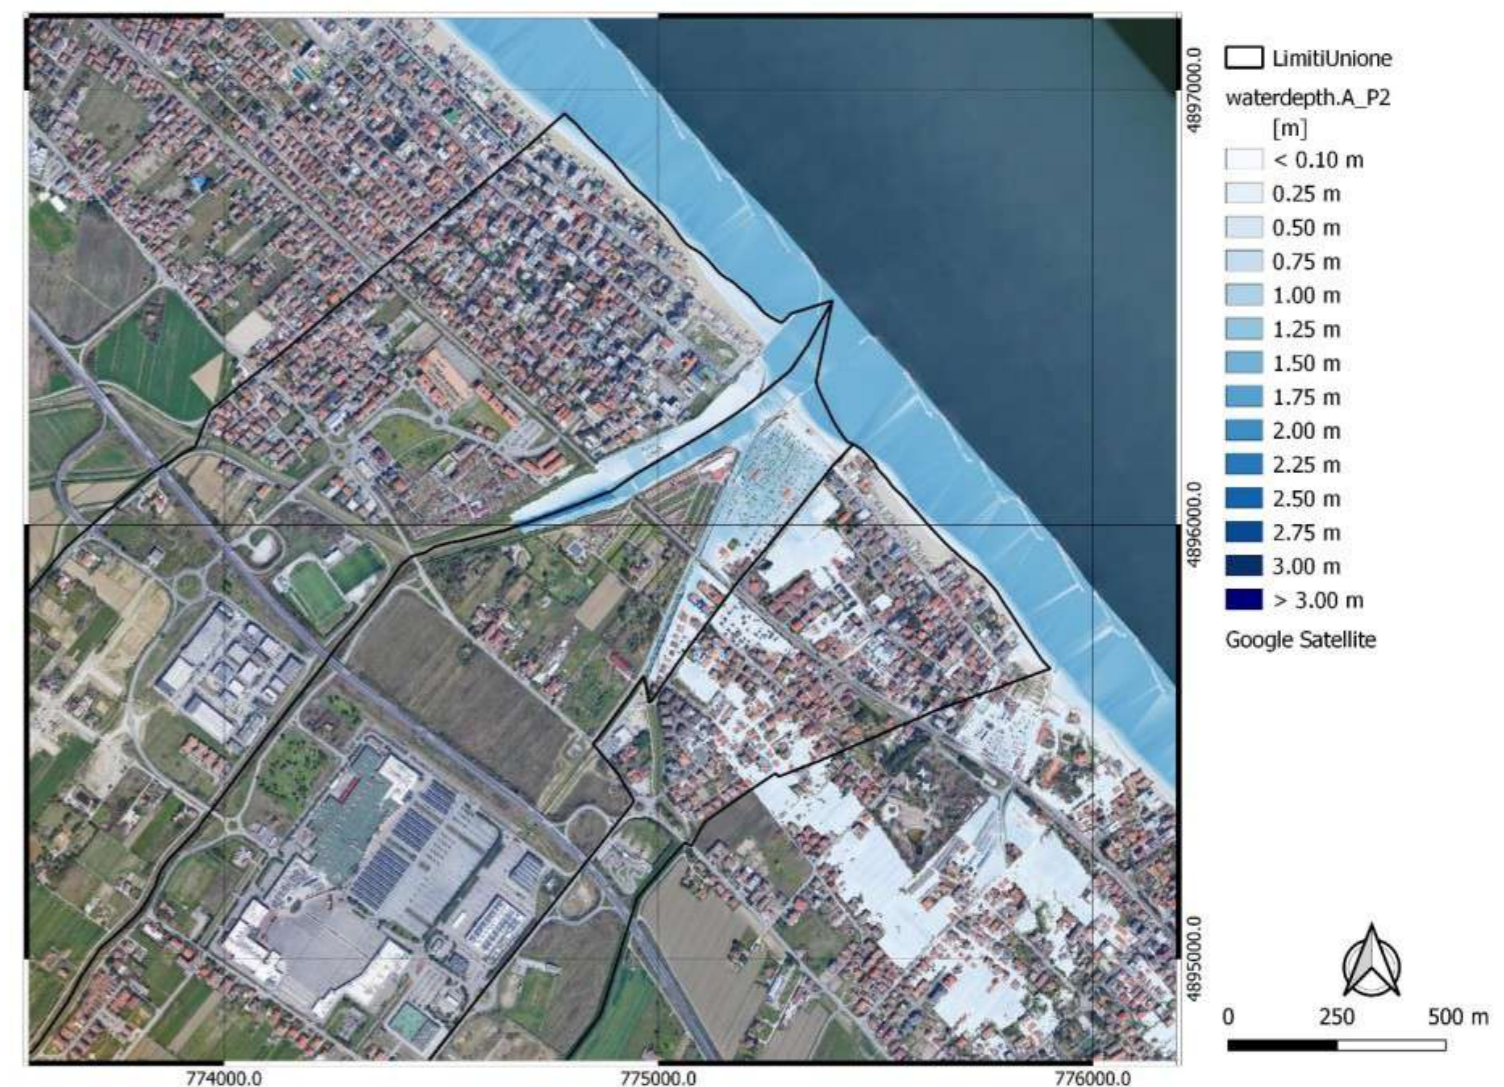 LimitiUnione
waterdepth.A_P2
[m]
< 0.10 m
0.25 m
0.50 m
0.75 m
1.00 m
1.25 m
1.50 m
1.75 m
2.00 m
2.25 m
2.50 m
2.75 m
3.00 m
> 3.00 m
Google Satellite
4897000.0
4896000.0
4895000.0
0 250 500 m
774000.0 775000.0 776000.0